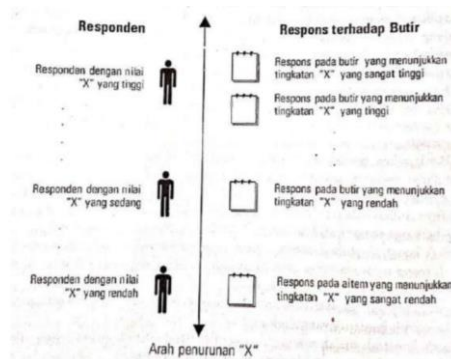 Responden
Respons terhadap Butir
Responden dengan nilai
"X" yang tinggi
Respons pada butir yang menunjukkan
tingkatan "X" yang sangat tinggi
Respons pada butir yang menunjukkan
tingkatan "X" yang tinggi
Responden dengan nilai
"X" yang sedang
Respons pada butir yang menunjukkan
tingkatan "X" yang rendah
Responden dengan nilai
"X" yang rendah
Respons pada aitem yang menunjukkan
tingkatan "X" yang sangat rendah
Arah penurunan "X"